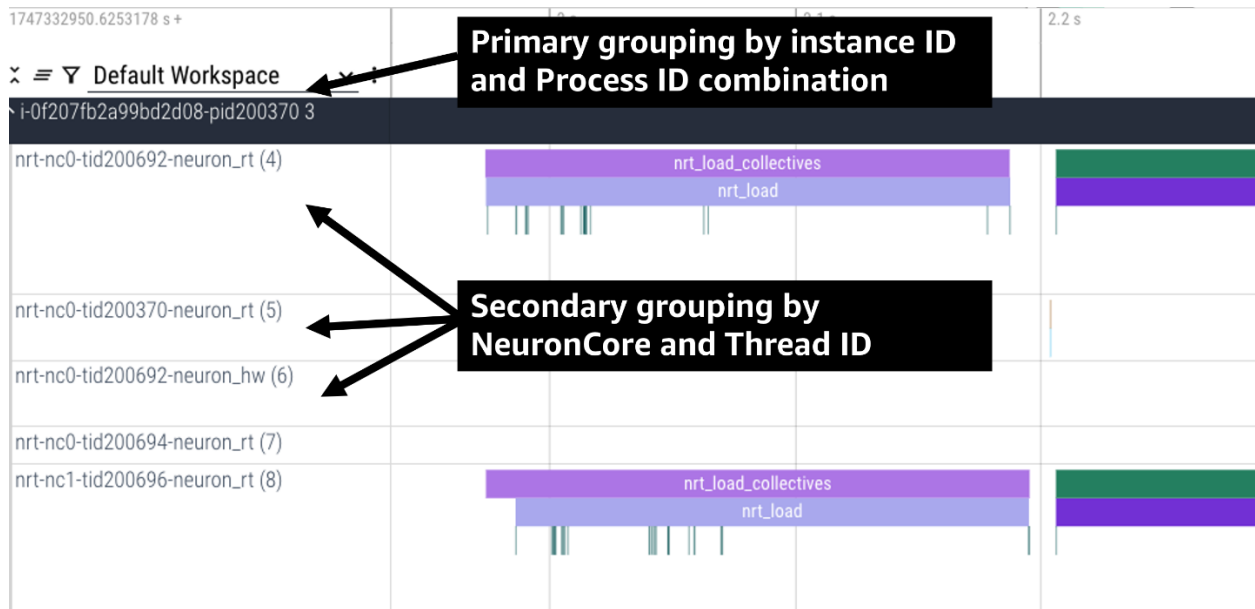 1747332950.6253178 s +
2.2 s
Primary grouping by instance ID
and Process ID combination
Default Workspace
i-0f207fb2a99bd2d08-pid200370 3
nrt-nc0-tid200692-neuron_rt (4)
nrt_load_collectives
nrt_load
nrt-nc0-tid200370-neuron_rt (5)
Secondary grouping by
NeuronCore and Thread ID
nrt-nc0-tid200692-neuron_hw (6)
nrt-nc0-tid200694-neuron_rt (7)
nrt-nc1-tid200696-neuron_rt (8)
nrt_load_collectives
nrt_load